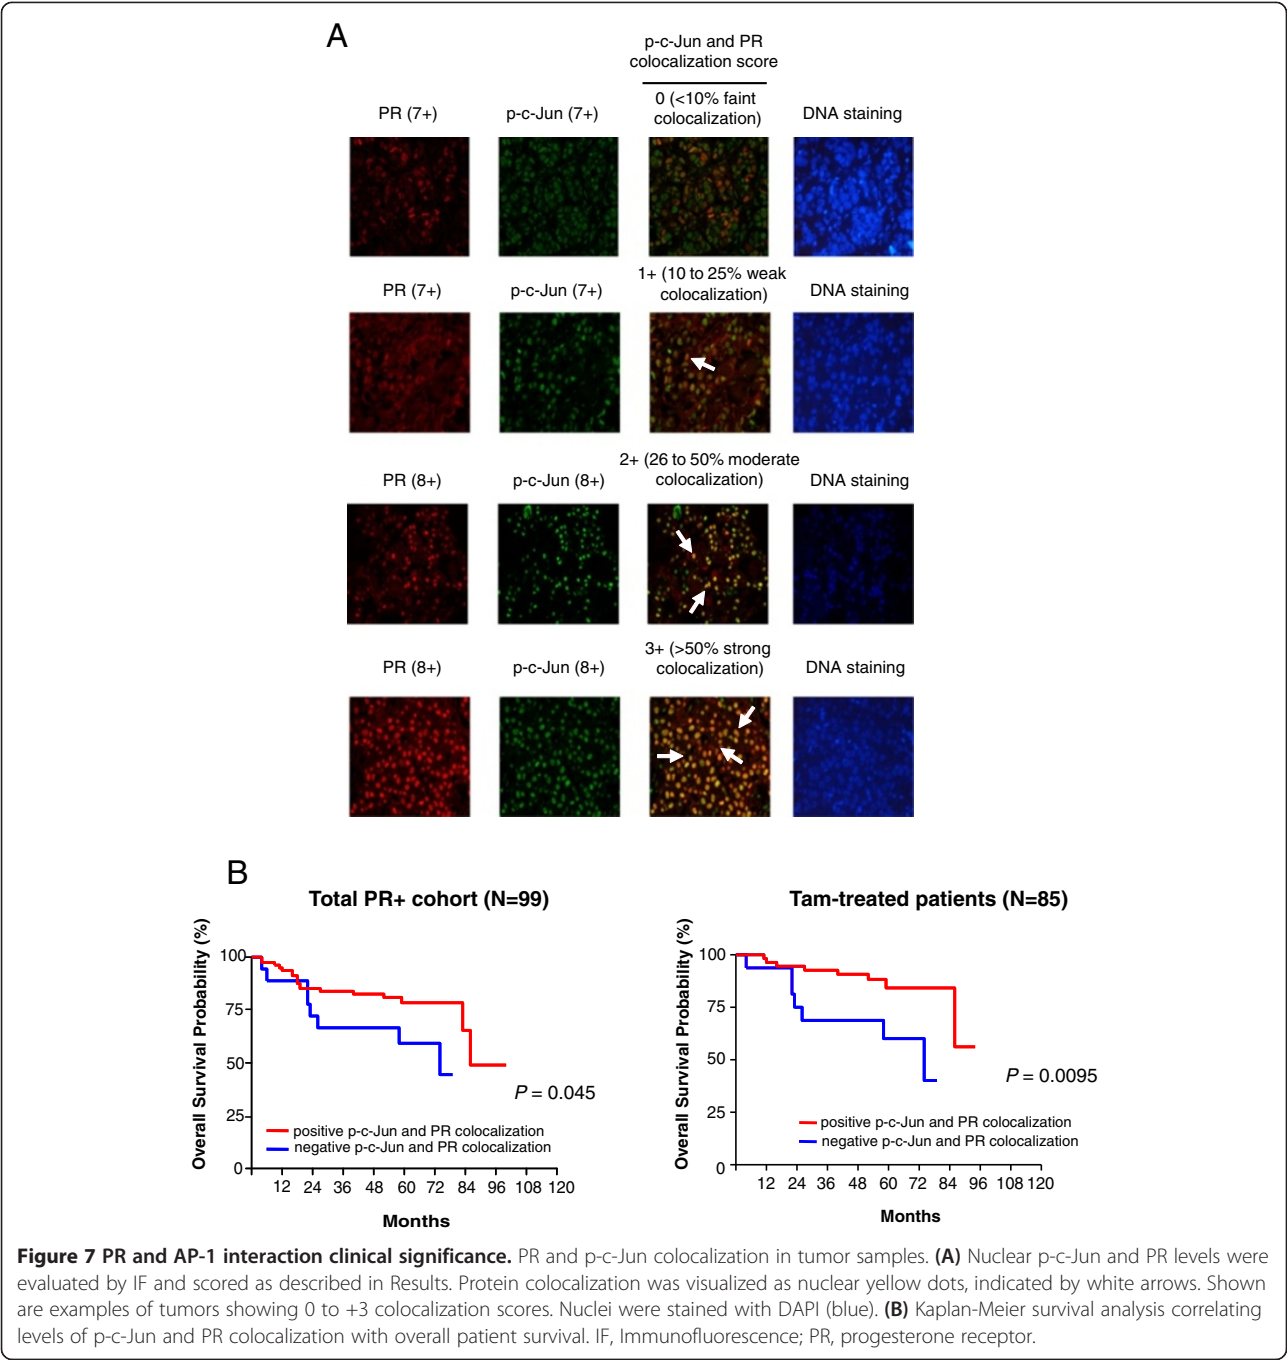 A
p-c-Jun and PR
colocalization score
PR (7+)
p-c-Jun (7+)
0 (<10% faint
colocalization)
DNA staining
PR (7+)
p-c-Jun (7+)
1+ (10 to 25% weak
colocalization)
DNA staining
PR (8+)
p-c-Jun (8+)
2+ (26 to 50% moderate
colocalization)
DNA staining
PR (8+)
p-c-Jun (8+)
3+ (>50% strong
colocalization)
DNA staining
B
Total PR+ cohort (N=99)
Overall Survival Probability (%)
100
75
50
25
0
P = 0.045
positive p-c-Jun and PR colocalization
negative p-c-Jun and PR colocalization
12 24 36 48 60 72 84 96 108 120
Months
Tam-treated patients (N=85)
Overall Survival Probability (%)
100
75
50
25
0
P = 0.0095
positive p-c-Jun and PR colocalization
negative p-c-Jun and PR colocalization
12 24 36 48 60 72 84 96 108 120
Months
Figure 7 PR and AP-1 interaction clinical significance. PR and p-c-Jun colocalization in tumor samples. (A) Nuclear p-c-Jun and PR levels were
evaluated by IF and scored as described in Results. Protein colocalization was visualized as nuclear yellow dots, indicated by white arrows. Shown
are examples of tumors showing 0 to +3 colocalization scores. Nuclei were stained with DAPI (blue). (B) Kaplan-Meier survival analysis correlating
levels of p-c-Jun and PR colocalization with overall patient survival. IF, Immunofluorescence; PR, progesterone receptor.